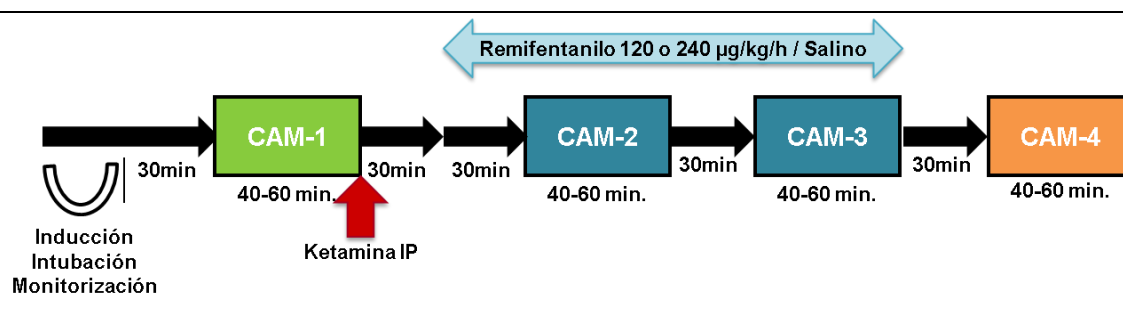 Remifentanilo 120 o 240 µg/kg/h / Salino
CAM-1
CAM-2
CAM-3
CAM-4
30min
30min
30min
30min
30min
40-60 min.
40-60 min.
40-60 min.
40-60 min.
Inducción
Intubación
Monitorización
Ketamina IP